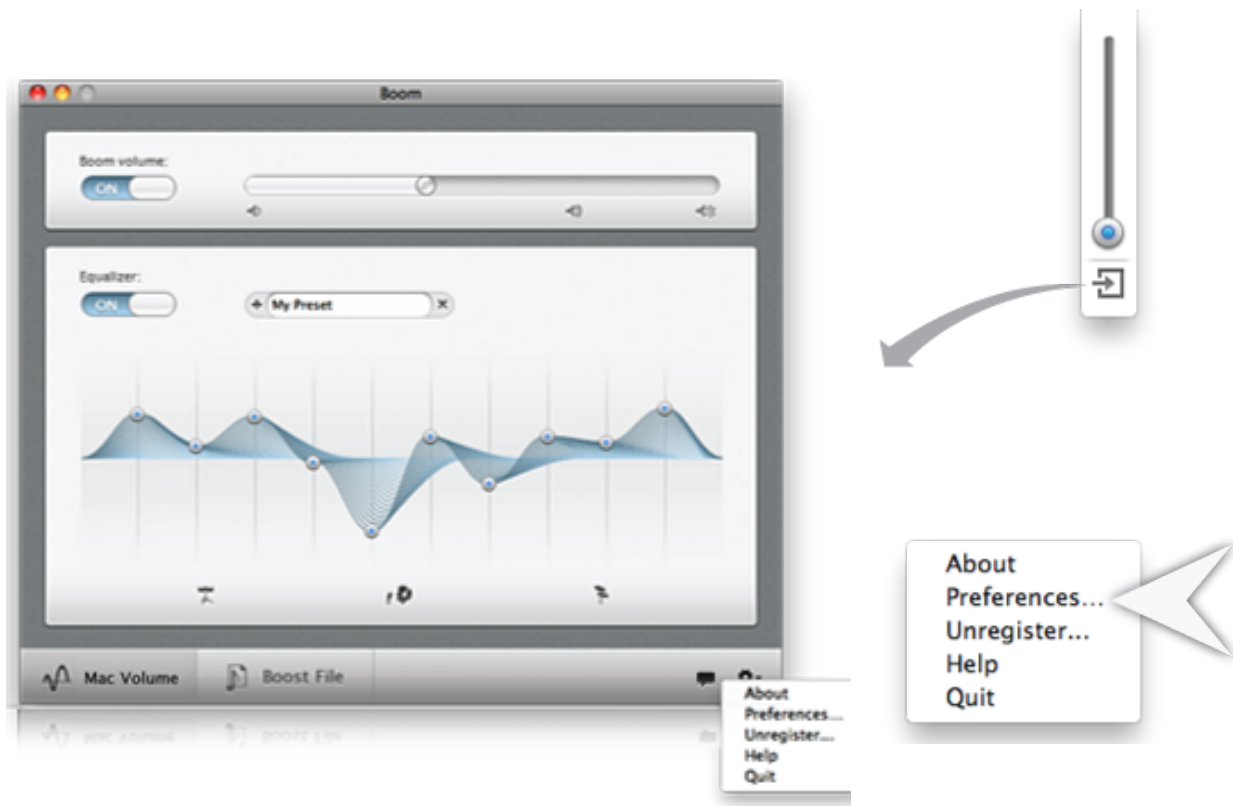 Boom
Boom volume:
ON
Equalizer:
ON
My Preset
Mac Volume
Boost File
About
Preferences...
Unregister...
Help
Quit
About
Preferences...
Unregister...
Help
Quit